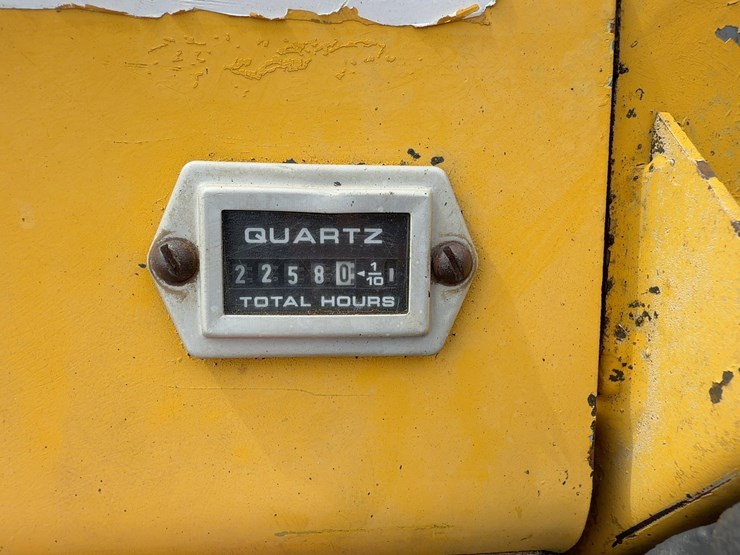 QUARTZ
22580 ◄ 1/10
TOTAL HOURS